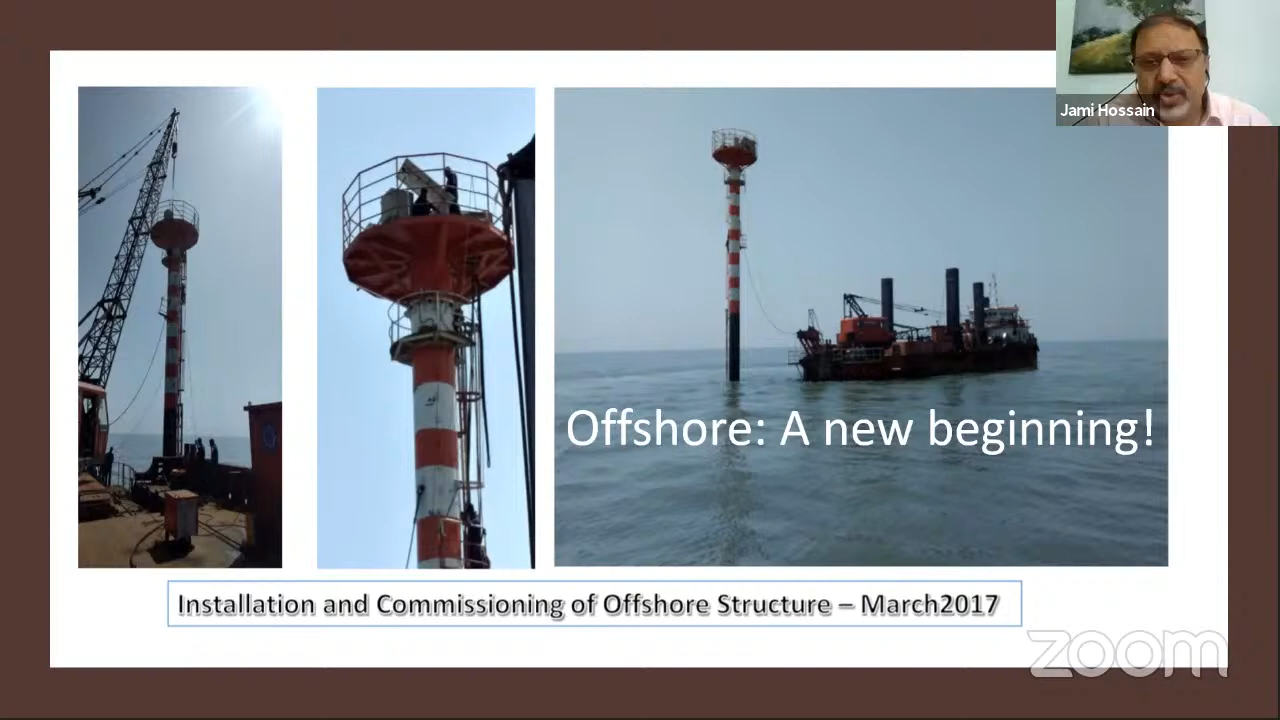 Jami Hossain
Offshore: A new beginning!
Installation and Commissioning of Offshore Structure – March2017
zoom